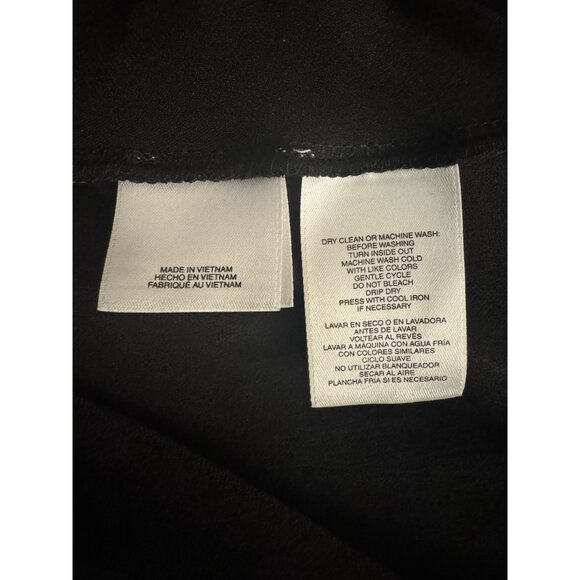 MADE IN VIETNAM
HECHO EN VIETNAM
FABRIQUÉ AU VIETNAM
DRY CLEAN OR MACHINE WASH:
BEFORE WASHING
TURN INSIDE OUT
MACHINE WASH COLD
WITH LIKE COLORS
GENTLE CYCLE
DO NOT BLEACH
DRIP DRY
PRESS WITH COOL IRON
IF NECESSARY
LAVAR EN SECO O EN LAVADORA
ANTES DE LAVAR
VOLTEAR AL REVÉS
LAVAR A MÁQUINA CON AGUA FRÍA
CON COLORES SIMILARES
CICLO SUAVE
NO UTILIZAR BLANQUEADOR
SECAR AL AIRE
PLANCHA FRÍA SI ES NECESARIO